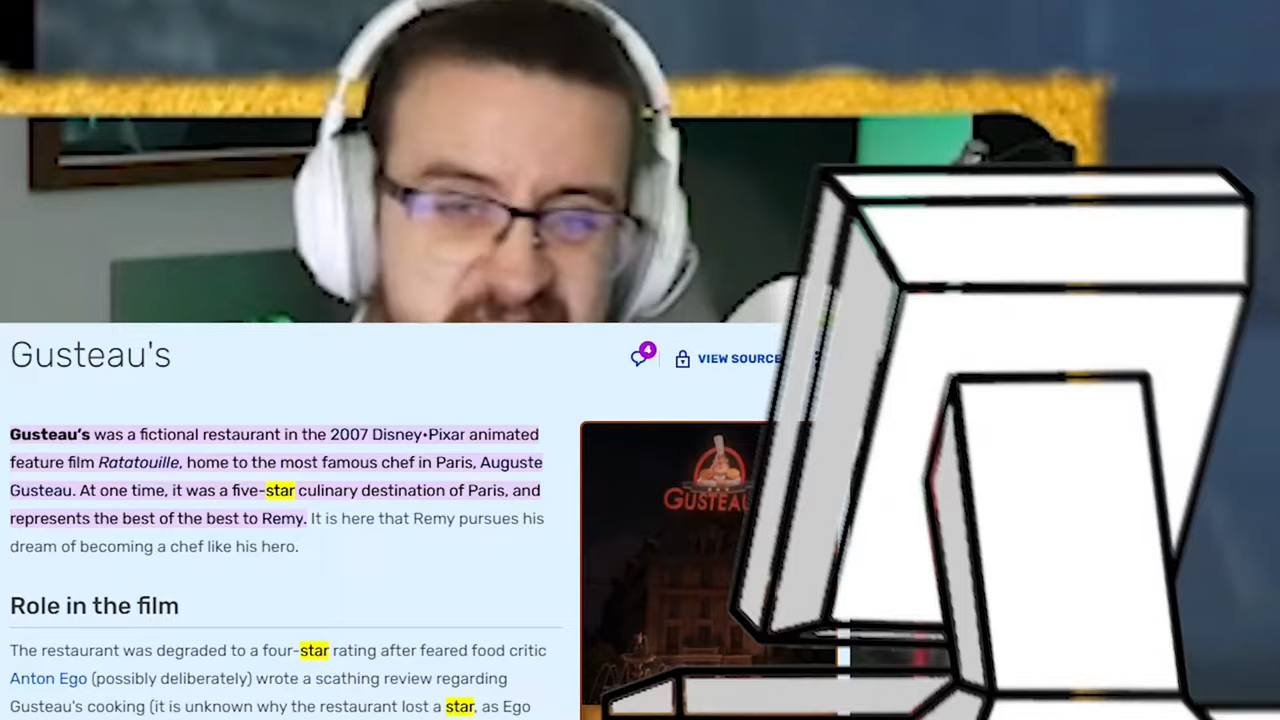 Gusteau's
4
VIEW SOURCE
Gusteau's was a fictional restaurant in the 2007 Disney•Pixar animated
feature film Ratatouille, home to the most famous chef in Paris, Auguste
Gusteau. At one time, it was a five-star culinary destination of Paris, and
represents the best of the best to Remy. It is here that Remy pursues his
dream of becoming a chef like his hero.
GUSTEAU
Role in the film
The restaurant was degraded to a four-star rating after feared food critic
Anton Ego (possibly deliberately) wrote a scathing review regarding
Gusteau's cooking (it is unknown why the restaurant lost a star, as Ego